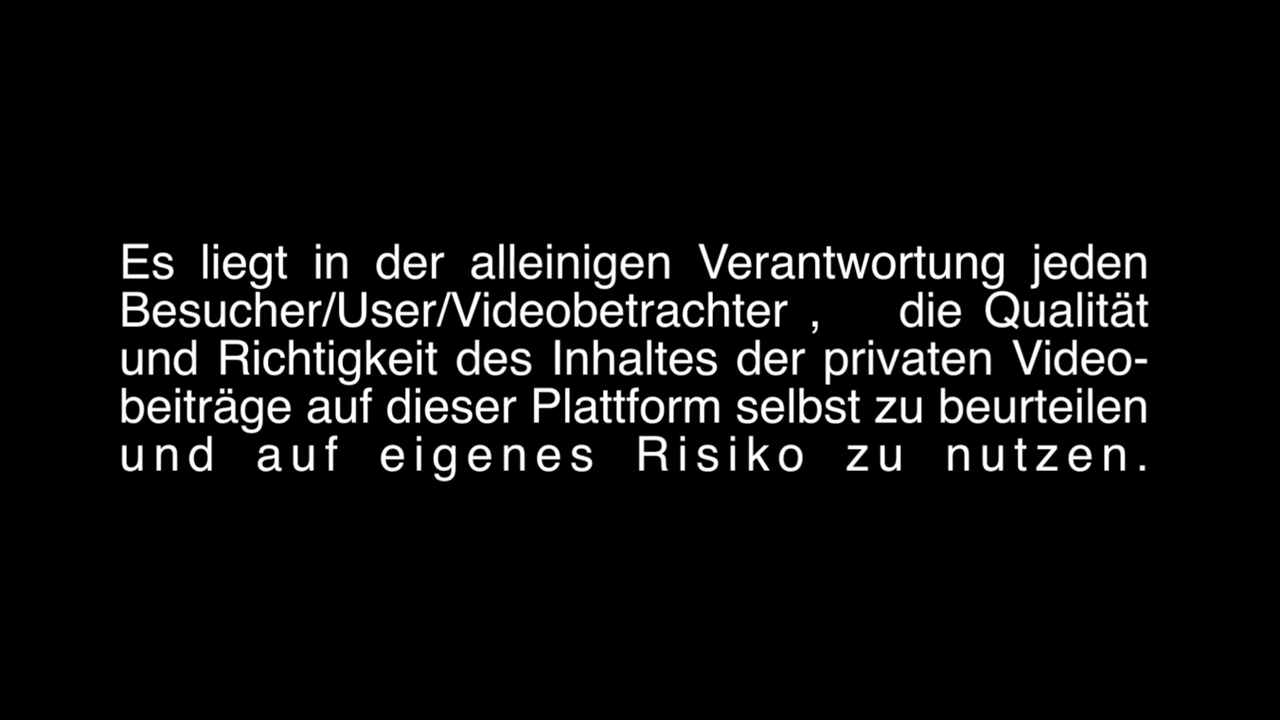 Es liegt in der alleinigen Verantwortung jeden
Besucher/User/Videobetrachter , die Qualität
und Richtigkeit des Inhaltes der privaten Video-
beiträge auf dieser Plattform selbst zu beurteilen
und auf eigenes Risiko zu nutzen.